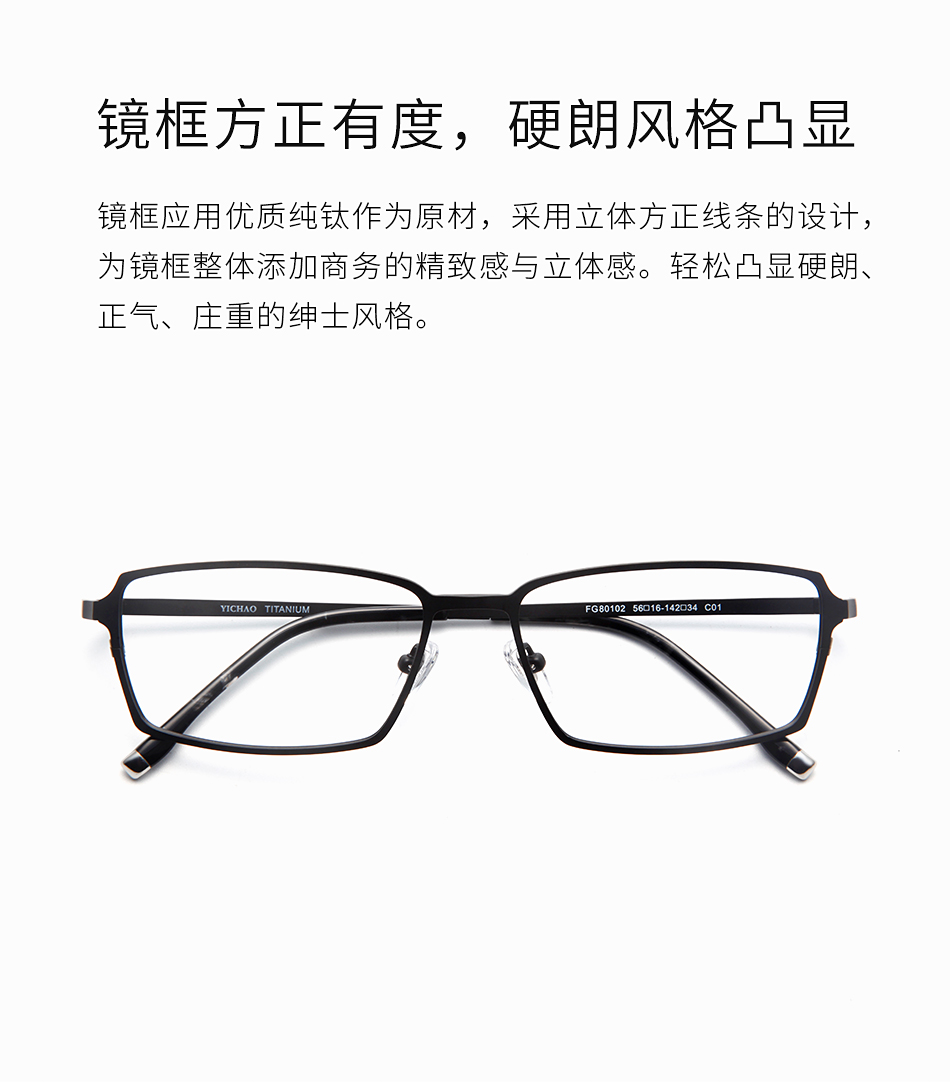 镜框方正有度，硬朗风格凸显
镜框应用优质纯钛作为原材，采用立体方正线条的设计，
为镜框整体添加商务的精致感与立体感。轻松凸显硬朗、
正气、庄重的绅士风格。
YICHAO TITANIUM
FG80102 56□16-142□34 C01